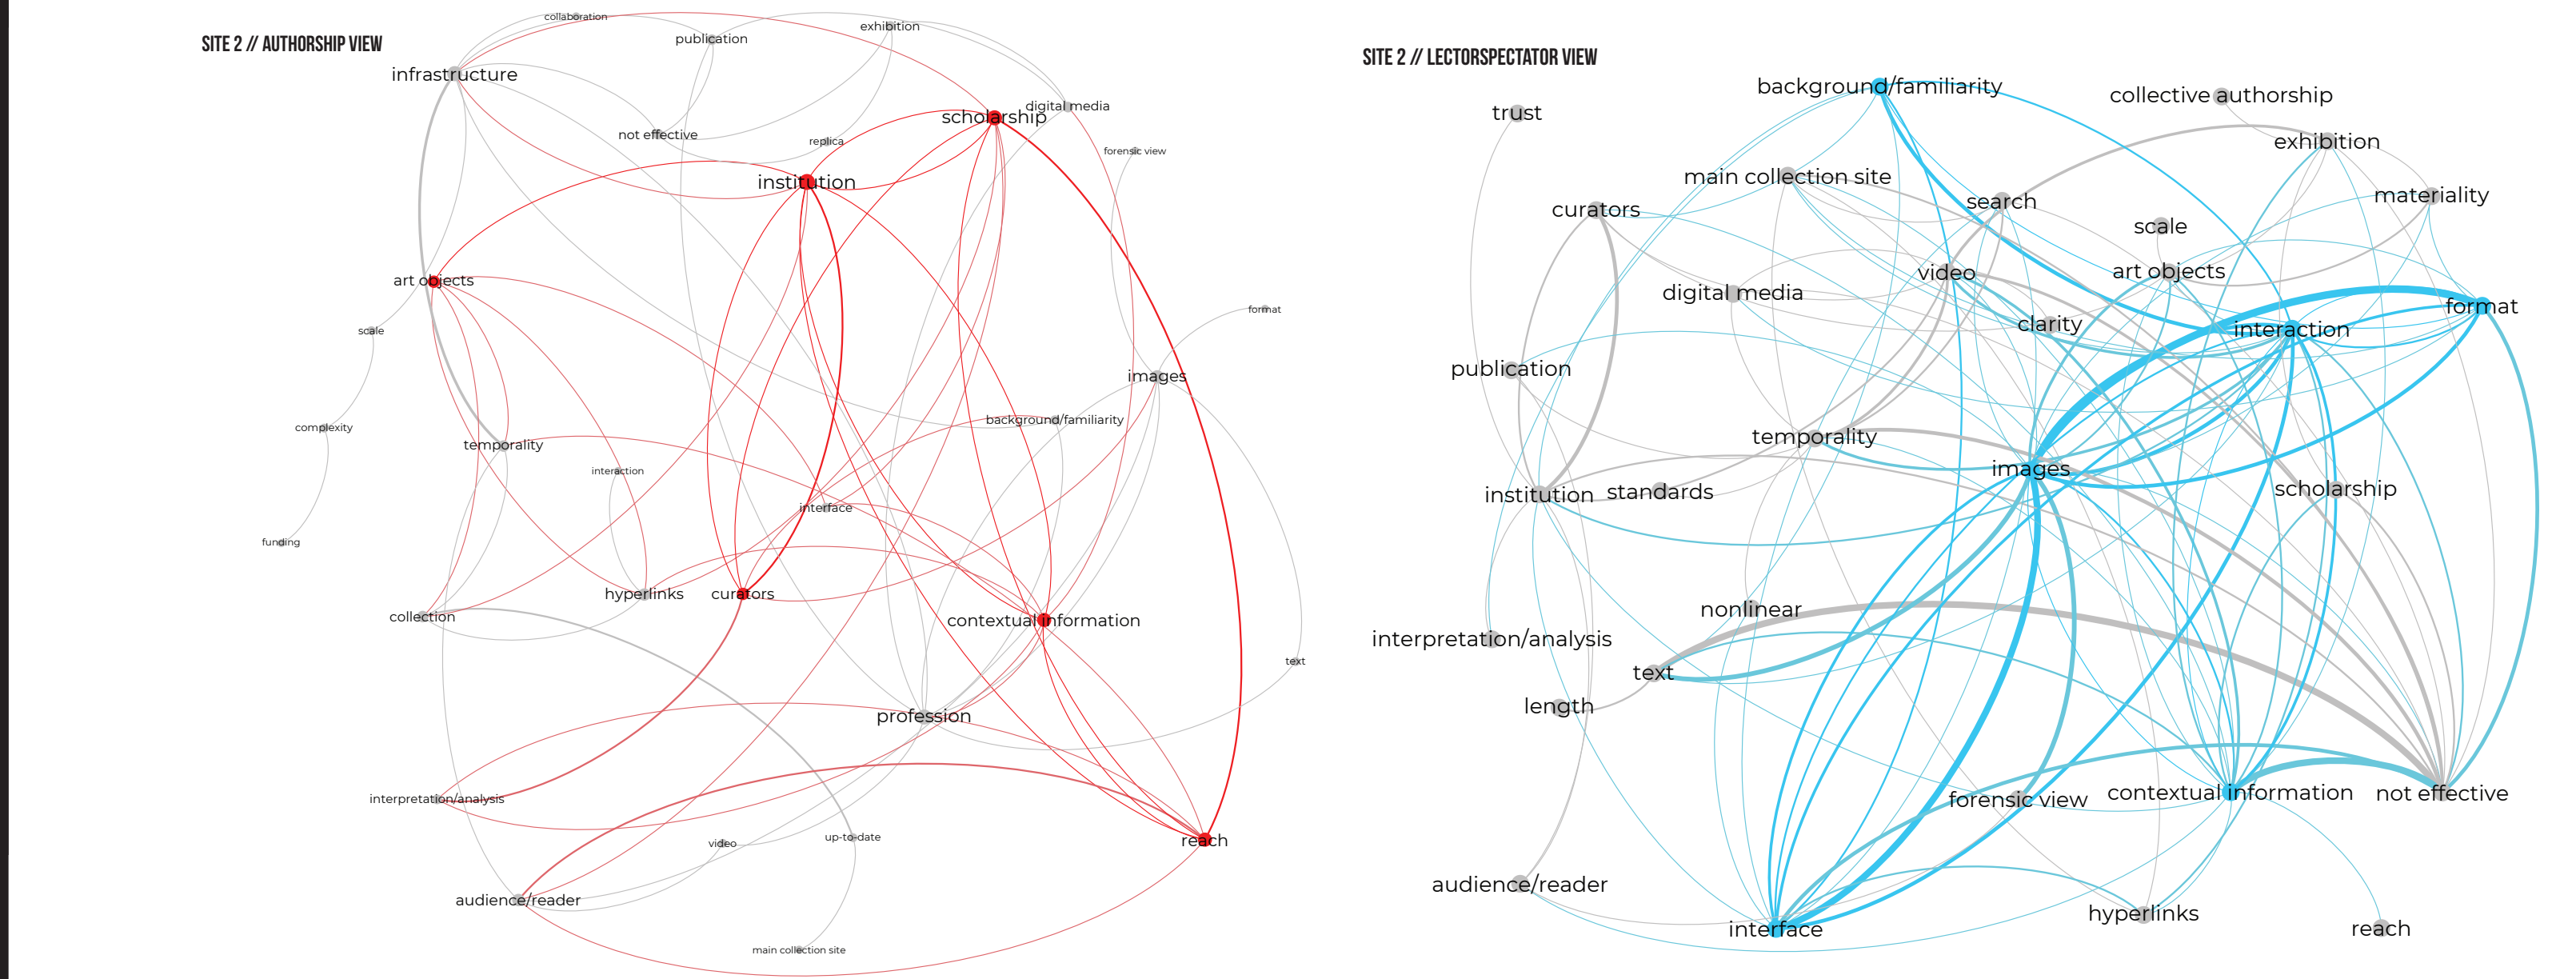 SITE 2 // AUTHORSHIP VIEW
collaboration
exhibition
publication
infrastructure
digital media
scholarship
not effective
replica
forensic view
institution
art objects
format
scale
images
background/familiarity
complexity
temporality
interaction
interface
funding
hyperlinks
curators
collection
contextual information
text
profession
interpretation/analysis
up-to-date
video
reach
audience/reader
main collection site
SITE 2 // LECTORSPECTATOR VIEW
background/familiarity
collective authorship
trust
exhibition
main collection site
materiality
search
curators
scale
art objects
video
digital media
format
clarity
interaction
publication
temporality
images
scholarship
institution
standards
nonlinear
interpretation/analysis
text
length
contextual information
not effective
forensic view
audience/reader
hyperlinks
interface
reach